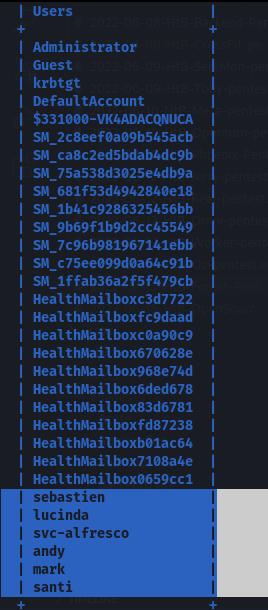 | Users |
+ +
| Administrator |
| Guest |
| krbtgt |
| DefaultAccount |
| $331000-VK4ADACQNUCA |
| SM_2c8eef0a09b545acb |
| SM_ca8c2ed5bdab4dc9b |
| SM_75a538d3025e4db9a |
| SM_681f53d4942840e18 |
| SM_1b41c9286325456bb |
| SM_9b69f1b9d2cc45549 |
| SM_7c96b981967141ebb |
| SM_c75ee099d0a64c91b |
| SM_1ffab36a2f5f479cb |
| HealthMailboxc3d7722 |
| HealthMailboxfc9daad |
| HealthMailboxc0a90c9 |
| HealthMailbox670628e |
| HealthMailbox968e74d |
| HealthMailbox6ded678 |
| HealthMailbox83d6781 |
| HealthMailboxfd87238 |
| HealthMailboxb01ac64 |
| HealthMailbox7108a4e |
| HealthMailbox0659cc1 |
| sebastien |
| lucinda |
| svc-alfresco |
| andy |
| mark |
| santi |
+ +